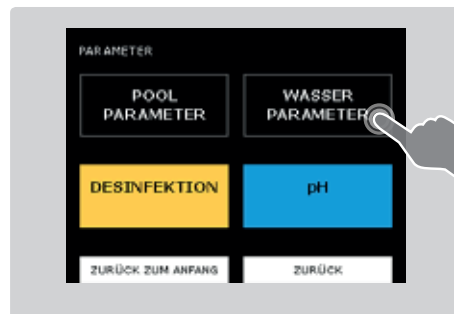 PARAMETER
POOL
PARAMETER
WASSER
PARAMETER
DESINFEKTION
pH
ZURÜCK ZUM ANFANG
ZURÜCK